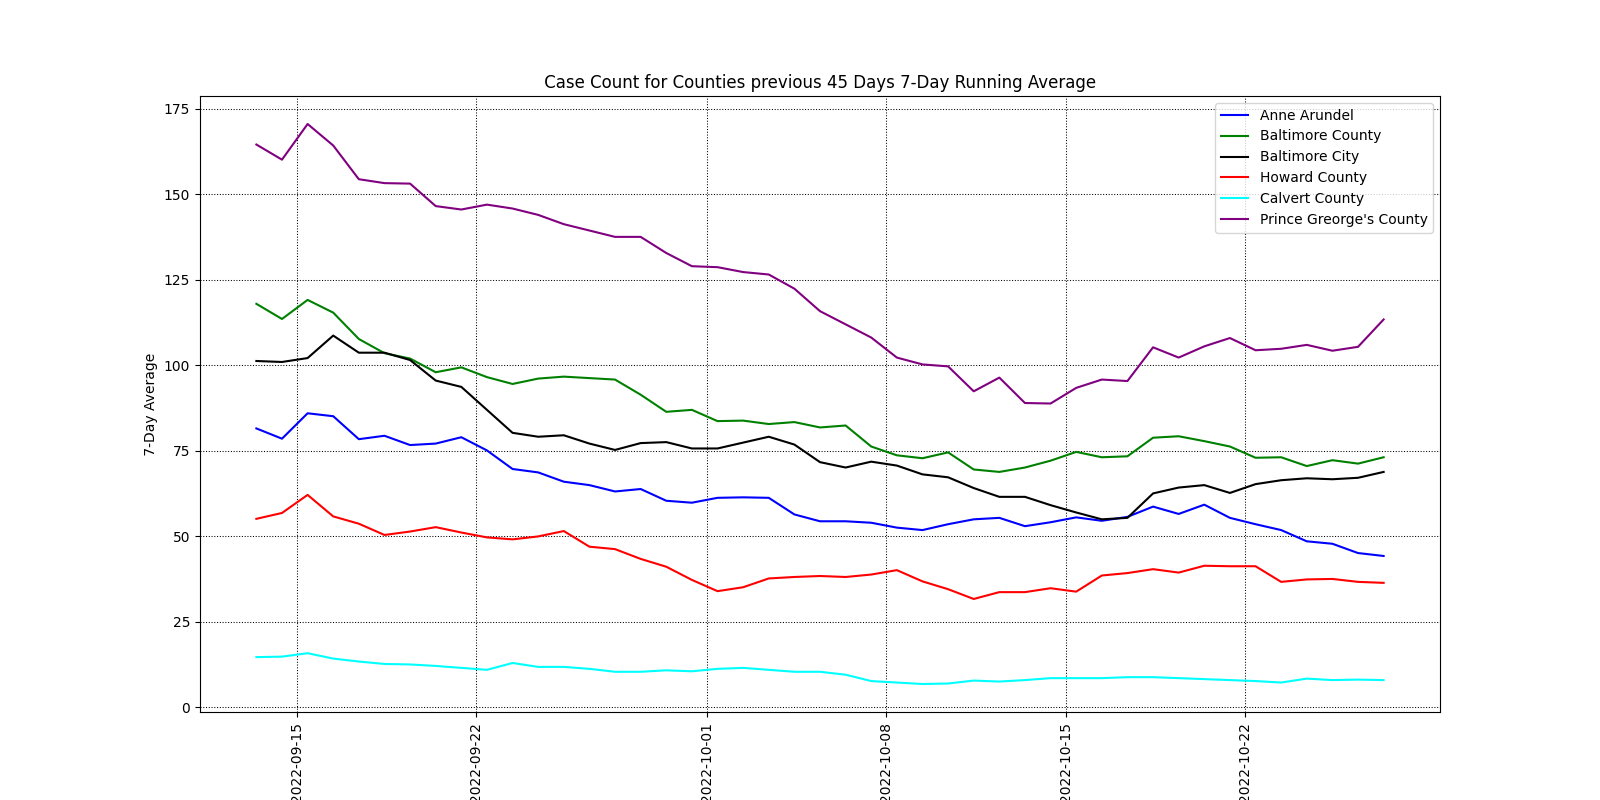 Case Count for Counties previous 45 Days 7-Day Running Average
175
150
125
100
75
50
25
0
7-Day Average
Anne Arundel
Baltimore County
Baltimore City
Howard County
Calvert County
Prince Greorge's County
2022-09-15
2022-09-22
2022-10-01
2022-10-08
2022-10-15
2022-10-22